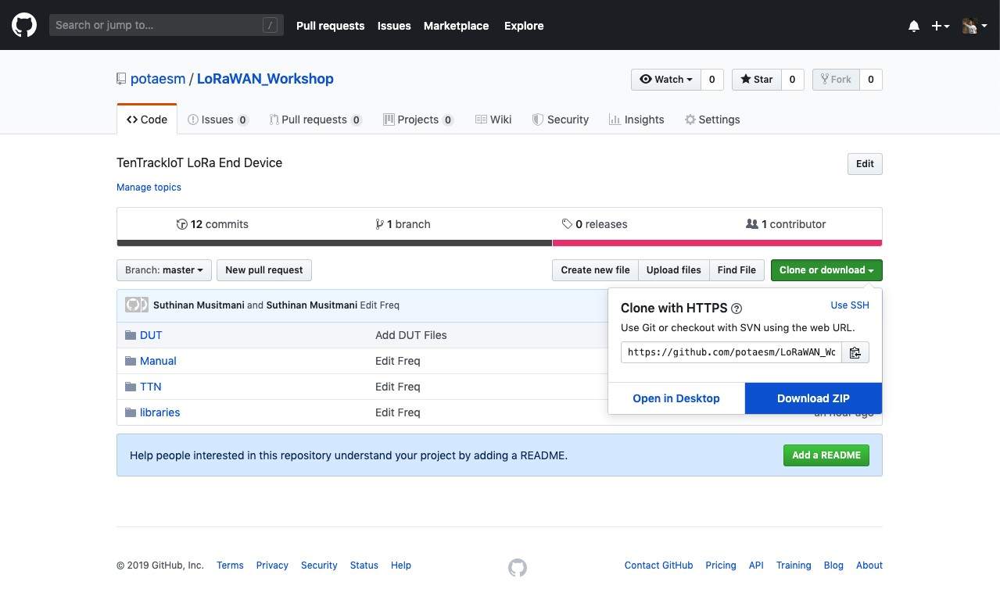 Search or jump to... / Pull requests Issues Marketplace Explore
potaesm / LoRaWAN_Workshop Watch 0 Star 0 Fork 0
Code Issues 0 Pull requests 0 Projects 0 Wiki Security Insights Settings
TenTrackIoT LoRa End Device Edit
Manage topics
12 commits 1 branch 0 releases 1 contributor
Branch: master New pull request Create new file Upload files Find File Clone or download
Suthinan Musitmani and Suthinan Musitmani Edit Freq
DUT Add DUT Files
Manual Edit Freq
TTN Edit Freq
libraries Edit Freq
Clone with HTTPS ? Use SSH
Use Git or checkout with SVN using the web URL.
https://github.com/potaesm/LoRaWAN_Wo
Open in Desktop Download ZIP
an hour ago
Help people interested in this repository understand your project by adding a README. Add a README
© 2019 GitHub, Inc. Terms Privacy Security Status Help Contact GitHub Pricing API Training Blog About